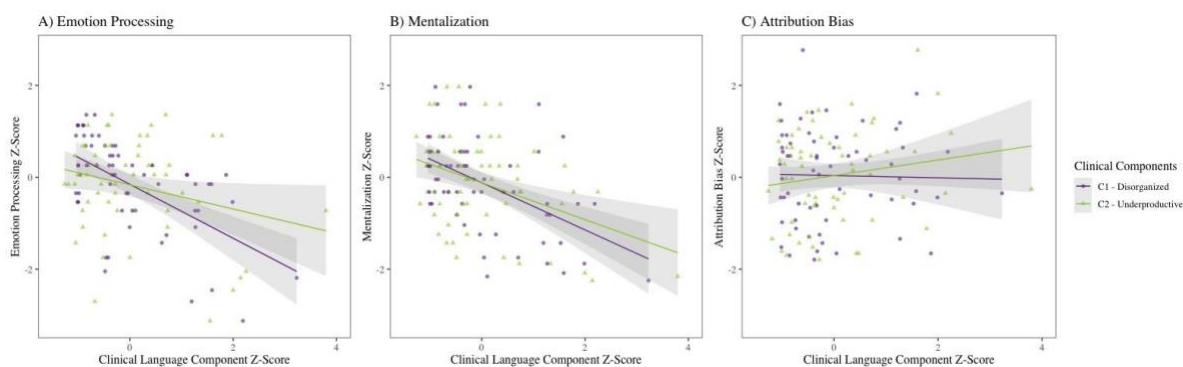 A) Emotion Processing
Emotion Processing Z-Score
2
0
-2
0
2
4
Clinical Language Component Z-Score
B) Mentalization
Mentalization Z-Score
2
0
-2
0
2
4
Clinical Language Component Z-Score
C) Attribution Bias
Attribution Bias Z-Score
2
0
-2
0
2
4
Clinical Language Component Z-Score
Clinical Components
C1 - Disorganized
C2 - Underproductive